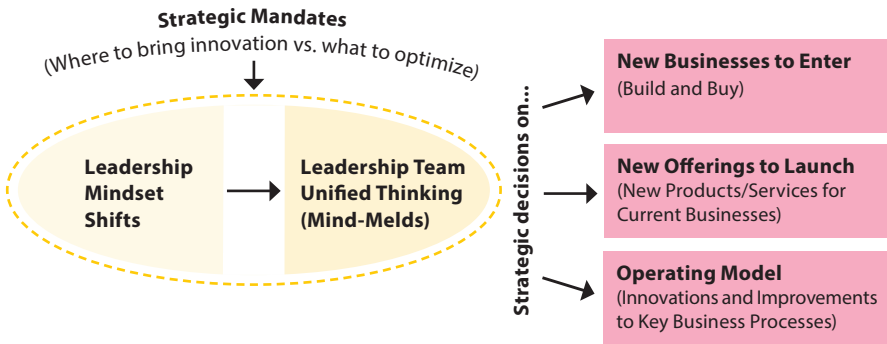 Strategic Mandates
(Where to bring innovation vs. what to optimize)
Leadership
Mindset
Shifts
Leadership Team
Unified Thinking
(Mind-Melds)
Strategic decisions on...
New Businesses to Enter
(Build and Buy)
New Offerings to Launch
(New Products/Services for
Current Businesses)
Operating Model
(Innovations and Improvements
to Key Business Processes)